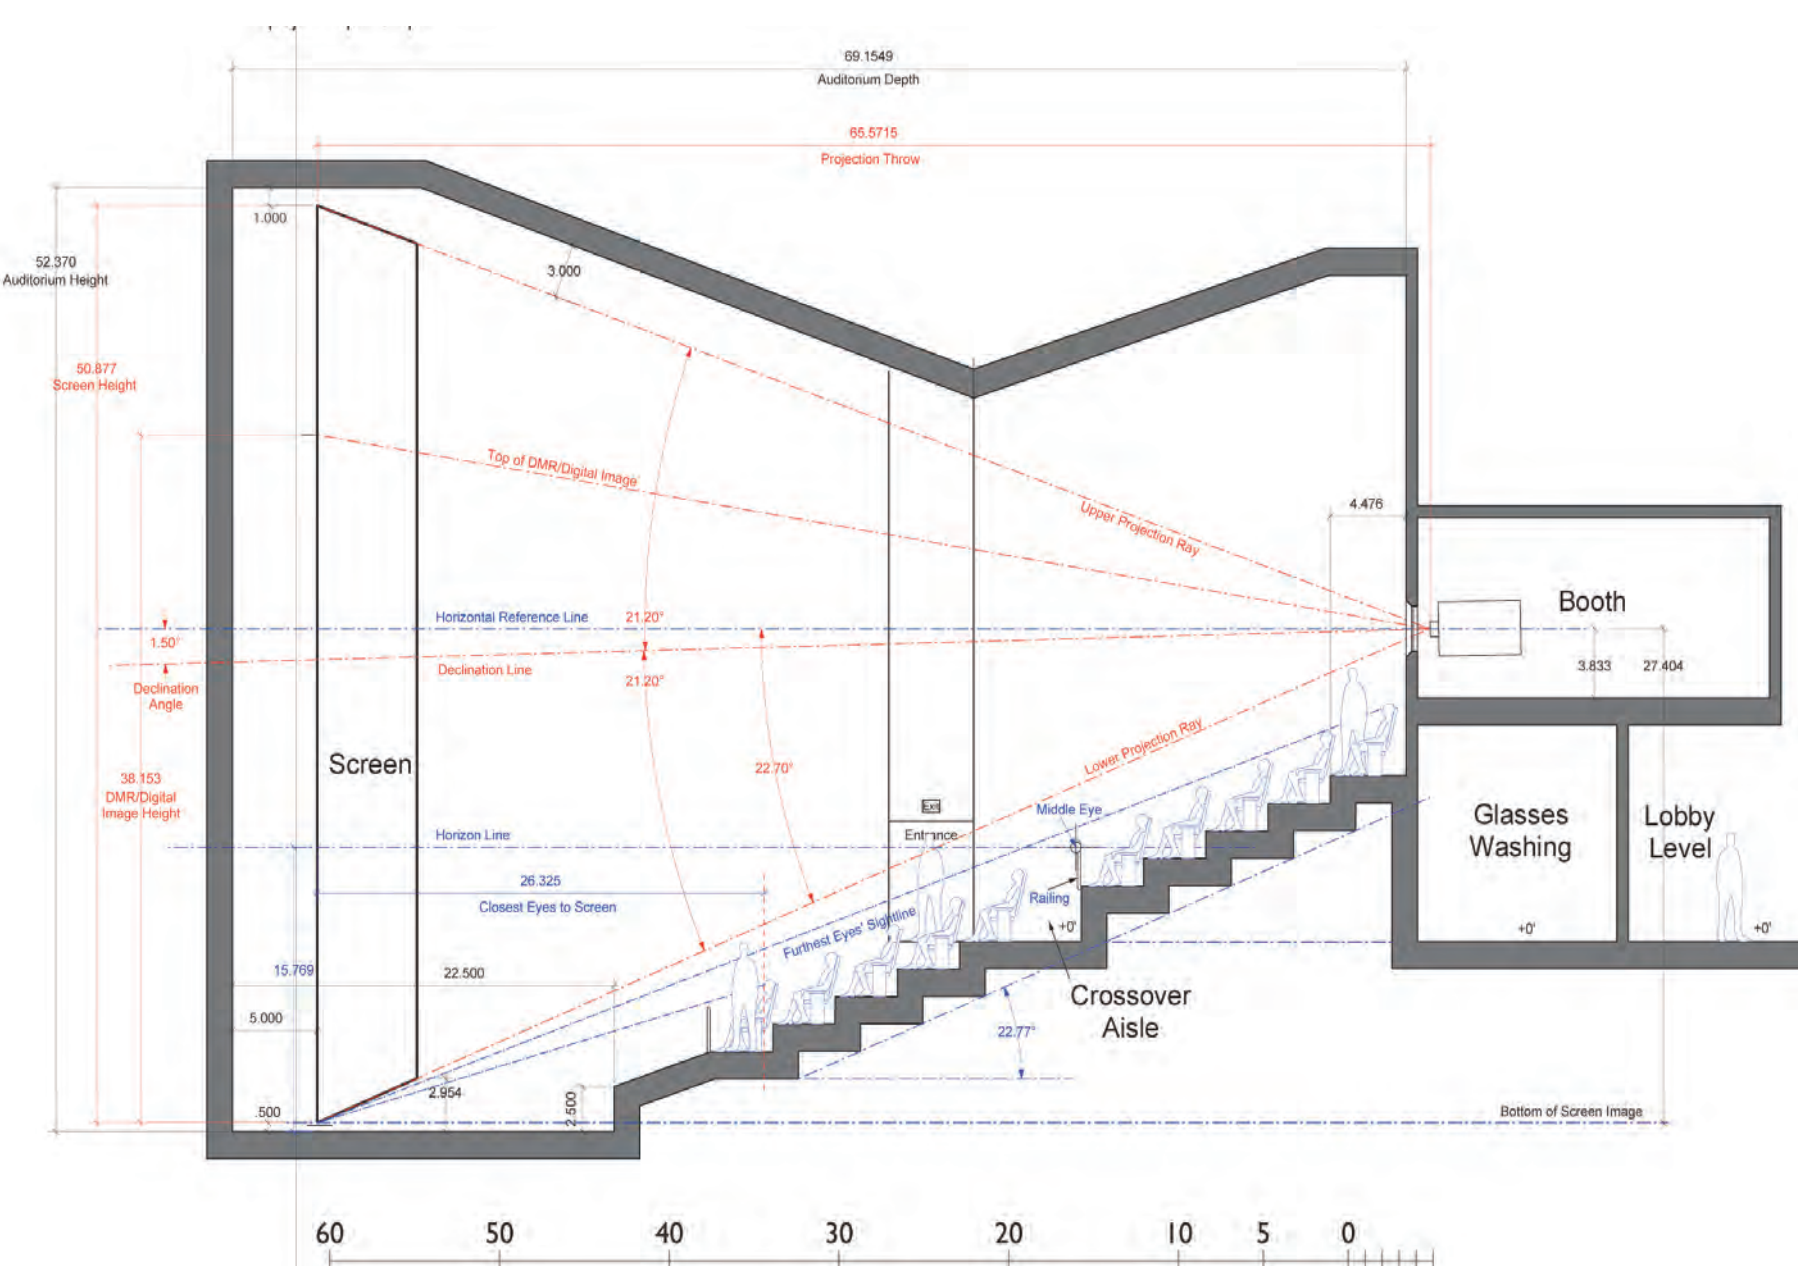 69.1549
Auditorium Depth
65.5715
Projection Throw
1.000
52.370
Auditorium Height
3.000
50.877
Screen Height
Top of DMR/Digital Image
Upper Projection Ray
4.476
Booth
Horizontal Reference Line
21.20°
1.50°
Declination Line
21.20°
3.833
27.404
Declination
Angle
Lower Projection Ray
Screen
22.70°
38.153
DMR/Digital
Image Height
Exit
Middle Eye
Glasses
Washing
Lobby
Level
Horizon Line
Entrance
26.325
Closest Eyes to Screen
Railing
Furthest Eyes' Sightline
+0'
+0'
+0'
15.769
22.500
Crossover
Aisle
5.000
22.77°
2.954
.500
2.500
Bottom of Screen Image
60
50
40
30
20
10
5
0